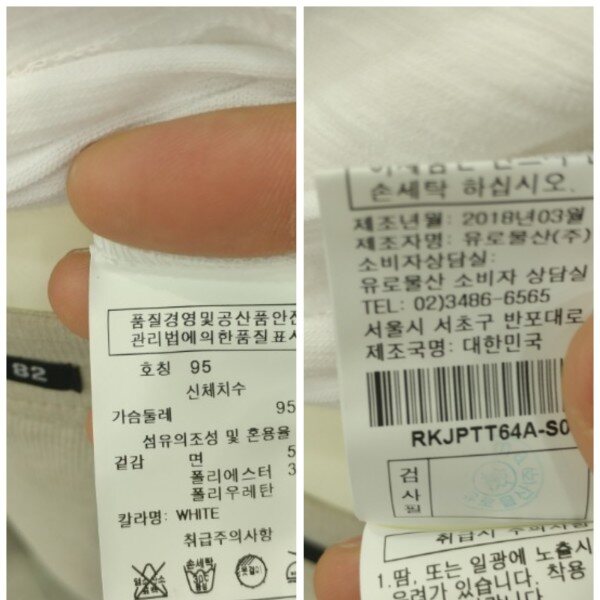 82
품질경영및공산품안전
관리법에의한품질표시
호칭 95
신체치수
가슴둘레 95
섬유의조성 및 혼용율
겉감 면 5
폴리에스터 3
폴리우레탄
칼라명: WHITE
취급주의사항
손세탁
손세탁 하십시오.
제조년월: 2018년03월
제조자명: 유로물산(주)
소비자상담실:
유로물산 소비자 상담실
TEL: 02)3486-6565
서울시 서초구 반포대로
제조국명: 대한민국
RKJPTT64A-S0
검
사
필
취급시 주의사항
1.땀, 또는 일광에 노출시
우려가 있습니다. 착용